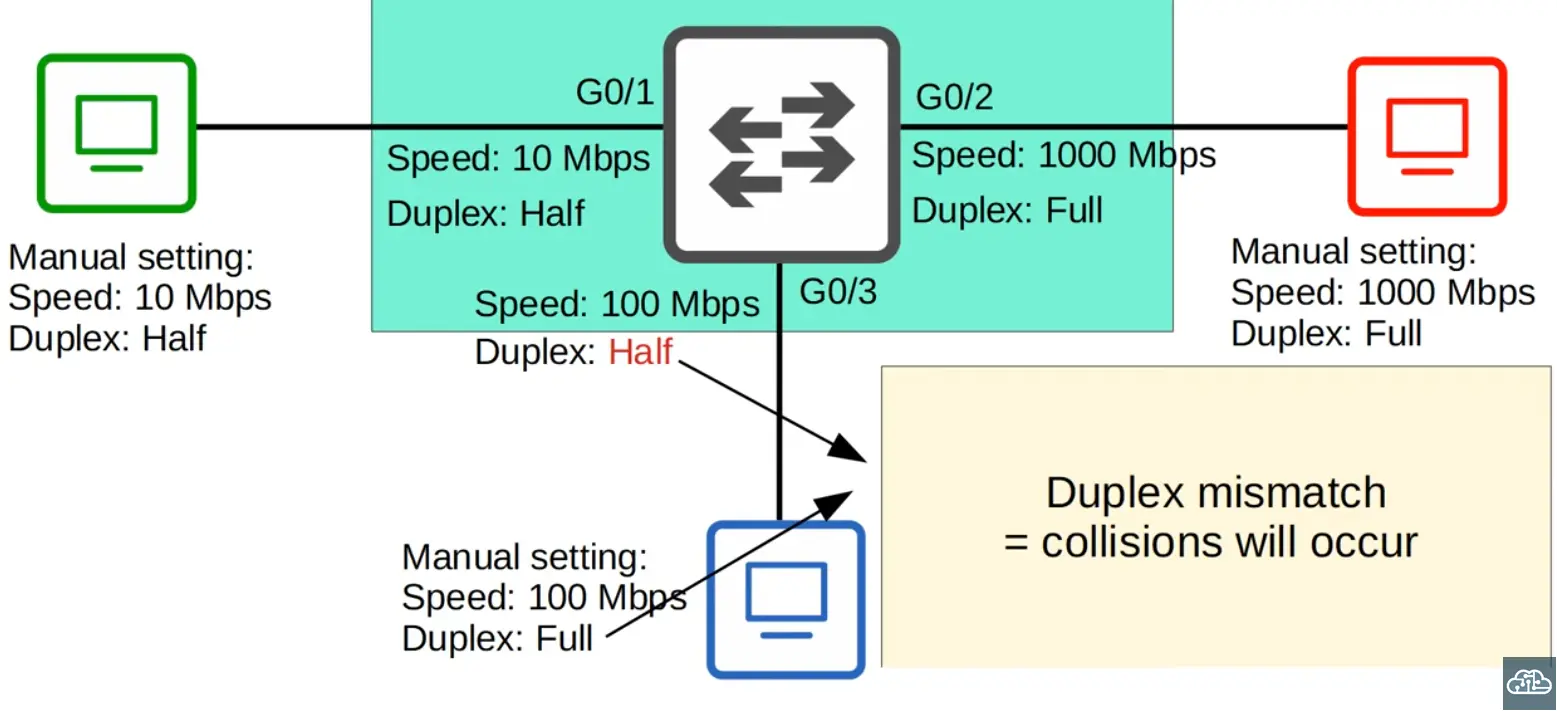 G0/1
G0/2
Speed: 10 Mbps
Duplex: Half
Speed: 1000 Mbps
Duplex: Full
Manual setting:
Speed: 10 Mbps
Duplex: Half
Manual setting:
Speed: 1000 Mbps
Duplex: Full
G0/3
Speed: 100 Mbps
Duplex: Half
Duplex mismatch
= collisions will occur
Manual setting:
Speed: 100 Mbps
Duplex: Full